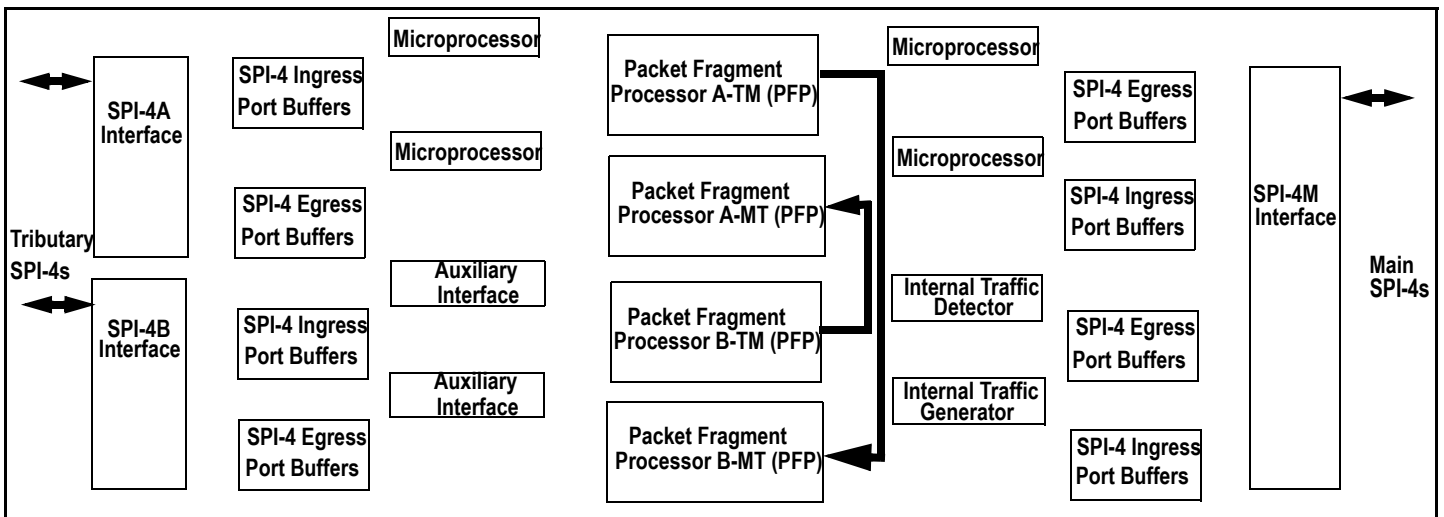 Tributary
SPI-4s
SPI-4A
Interface
SPI-4B
Interface
SPI-4 Ingress
Port Buffers
SPI-4 Egress
Port Buffers
SPI-4 Ingress
Port Buffers
SPI-4 Egress
Port Buffers
Microprocessor
Microprocessor
Auxiliary
Interface
Auxiliary
Interface
Packet Fragment
Processor A-TM (PFP)
Packet Fragment
Processor A-MT (PFP)
Packet Fragment
Processor B-TM (PFP)
Packet Fragment
Processor B-MT (PFP)
Microprocessor
Microprocessor
Internal Traffic
Detector
Internal Traffic
Generator
SPI-4 Egress
Port Buffers
SPI-4 Ingress
Port Buffers
SPI-4 Egress
Port Buffers
SPI-4 Ingress
Port Buffers
SPI-4M
Interface
Main
SPI-4s